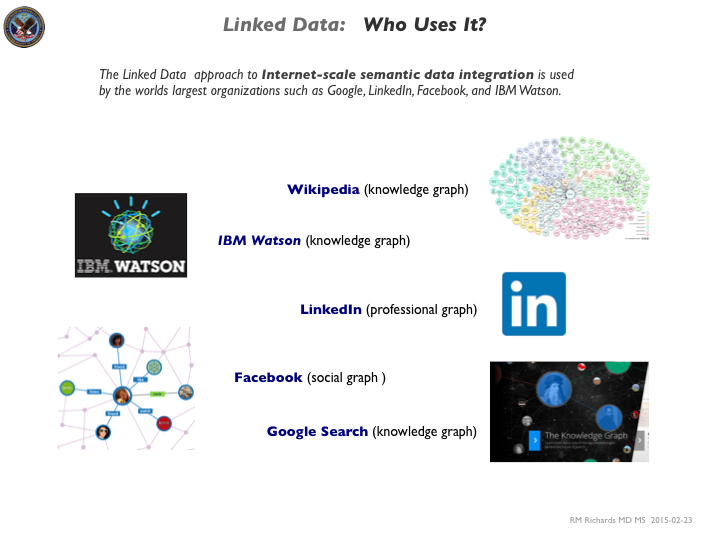 Linked Data: Who Uses It?
The Linked Data approach to Internet-scale semantic data integration is used
by the worlds largest organizations such as Google, LinkedIn, Facebook, and IBM Watson.
Wikipedia (knowledge graph)
IBM Watson (knowledge graph)
IBM WATSON
LinkedIn (professional graph)
in
Facebook (social graph )
Google Search (knowledge graph)
The Knowledge Graph
RM Richards MD MS 2015-02-23